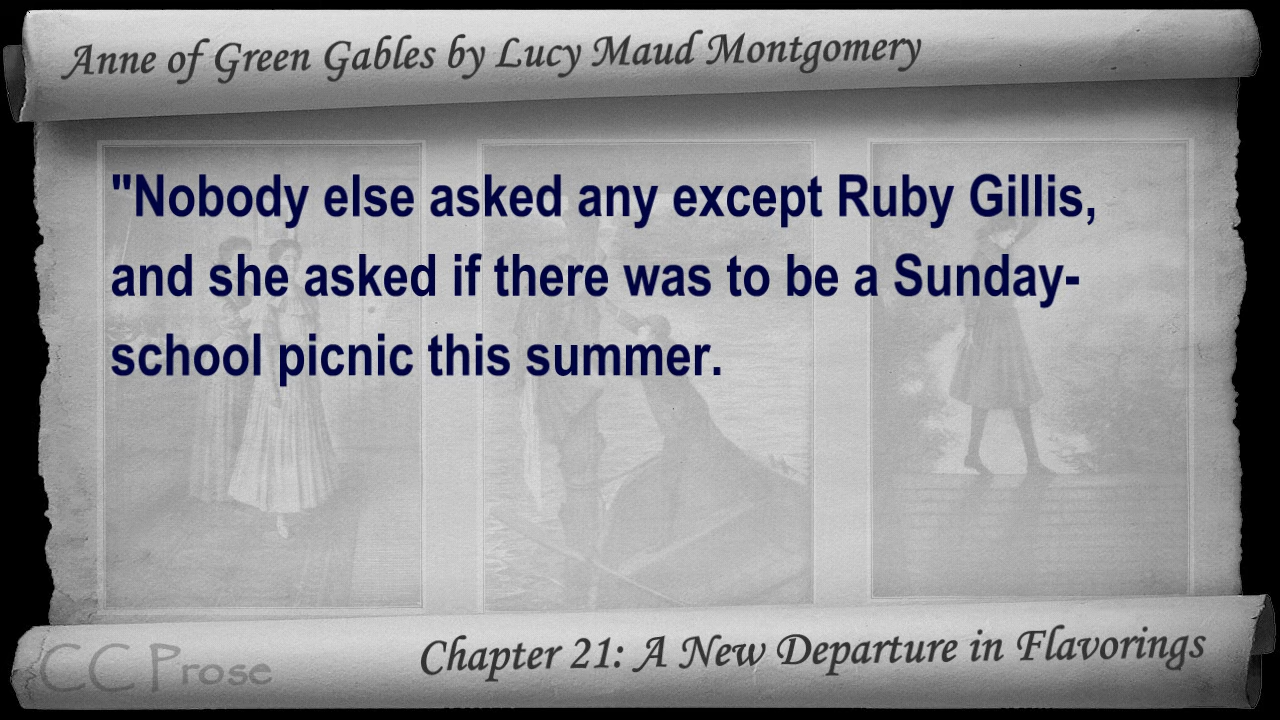 Anne of Green Gables by Lucy Maud Montgomery
"Nobody else asked any except Ruby Gillis,
and she asked if there was to be a Sunday-
school picnic this summer.
Chapter 21: A New Departure in Flavorings
CC Prose